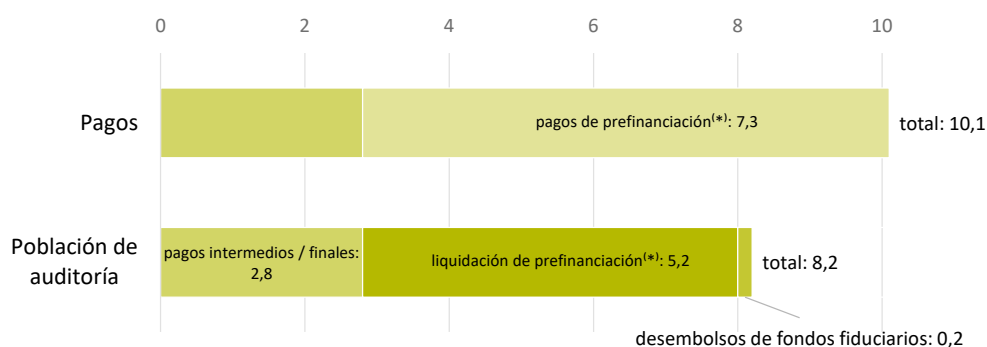 0 2 4 6 8 10
Pagos
pagos de prefinanciación(*): 7,3
total: 10,1
Población de
auditoría
pagos intermedios / finales:
2,8
liquidación de prefinanciación(*): 5,2
total: 8,2
desembolsos de fondos fiduciarios: 0,2